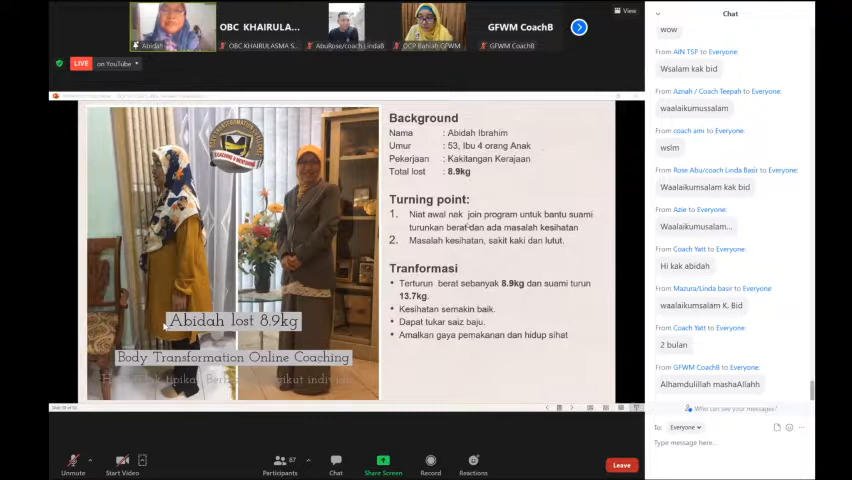 LIVE on YouTube
View
Abidah
OBC KHAIRULA...
OBC KHAIRULASMA S...
AbuRose/coach LindaB
OCP Bahiah GFWM
GFWM CoachB
GFWM CoachB
Background
Nama : Abidah Ibrahim
Umur : 53, Ibu 4 orang Anak
Pekerjaan : Kakitangan Kerajaan
Total lost : 8.9kg
Turning point:
1. Niat awal nak join program untuk bantu suami
turunkan berat dan ada masalah kesihatan
2. Masalah kesihatan, sakit kaki dan lutut.
Tranformasi
• Terturun berat sebanyak 8.9kg dan suami turun
13.7kg.
• Kesihatan semakin baik.
• Dapat tukar saiz baju.
• Amalkan gaya pemakanan dan hidup sihat
Abidah lost 8.9kg
Body Transformation Online Coaching
COACHING & MENTORING
Unmute
Start Video
Participants
87
Chat
Share Screen
Record
Reactions
Leave
Chat
wow
From AIN TSP to Everyone:
Wsalam kak bid
From Aznah / Coach Teepah to Everyone:
waalaikumussalam
From coach ami to Everyone:
wslm
From Rose Abu/coach Linda Basir to Everyone:
Waalaikumsalam kak bid
From Azie to Everyone:
Waalaikumusalam...
From Coach Yatt to Everyone:
Hi kak abidah
From Mazura/Linda basir to Everyone:
waalaikumsalam K. Bid
From Coach Yatt to Everyone:
2 bulan
From GFWM CoachB to Everyone:
Alhamdulillah mashaAllahh
Who can see your messages?
To: Everyone
Type message here...